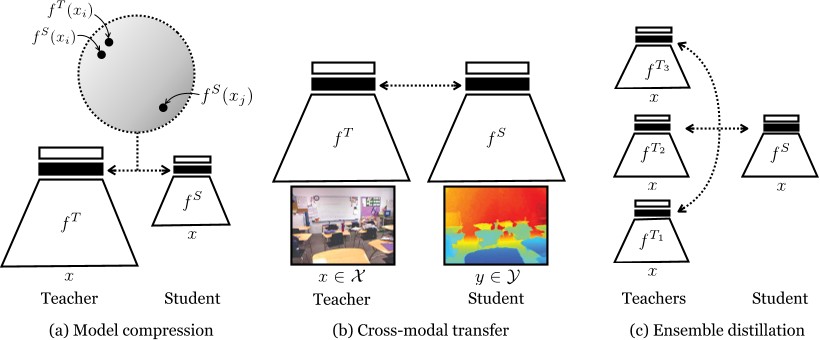 f^T(x_i)
f^S(x_i)
f^S(x_j)
f^T
f^S
x
x
Teacher
Student
(a) Model compression
f^T
f^S
x ∈ 𝒳
y ∈ 𝒴
Teacher
Student
(b) Cross-modal transfer
f^{T_3}
x
f^{T_2}
f^S
x
x
f^{T_1}
x
Teachers
Student
(c) Ensemble distillation